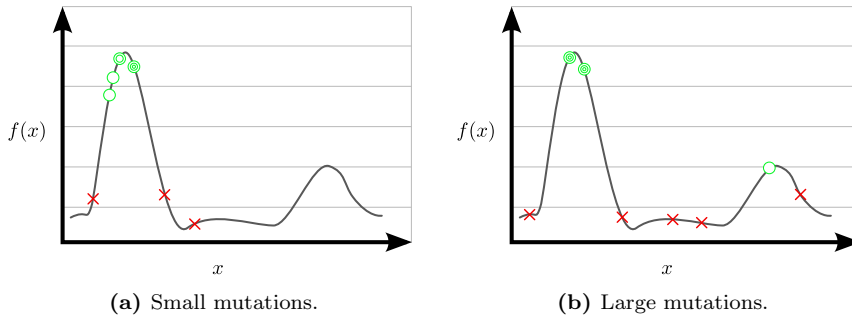 f(x)
x
(a) Small mutations.
f(x)
x
(b) Large mutations.